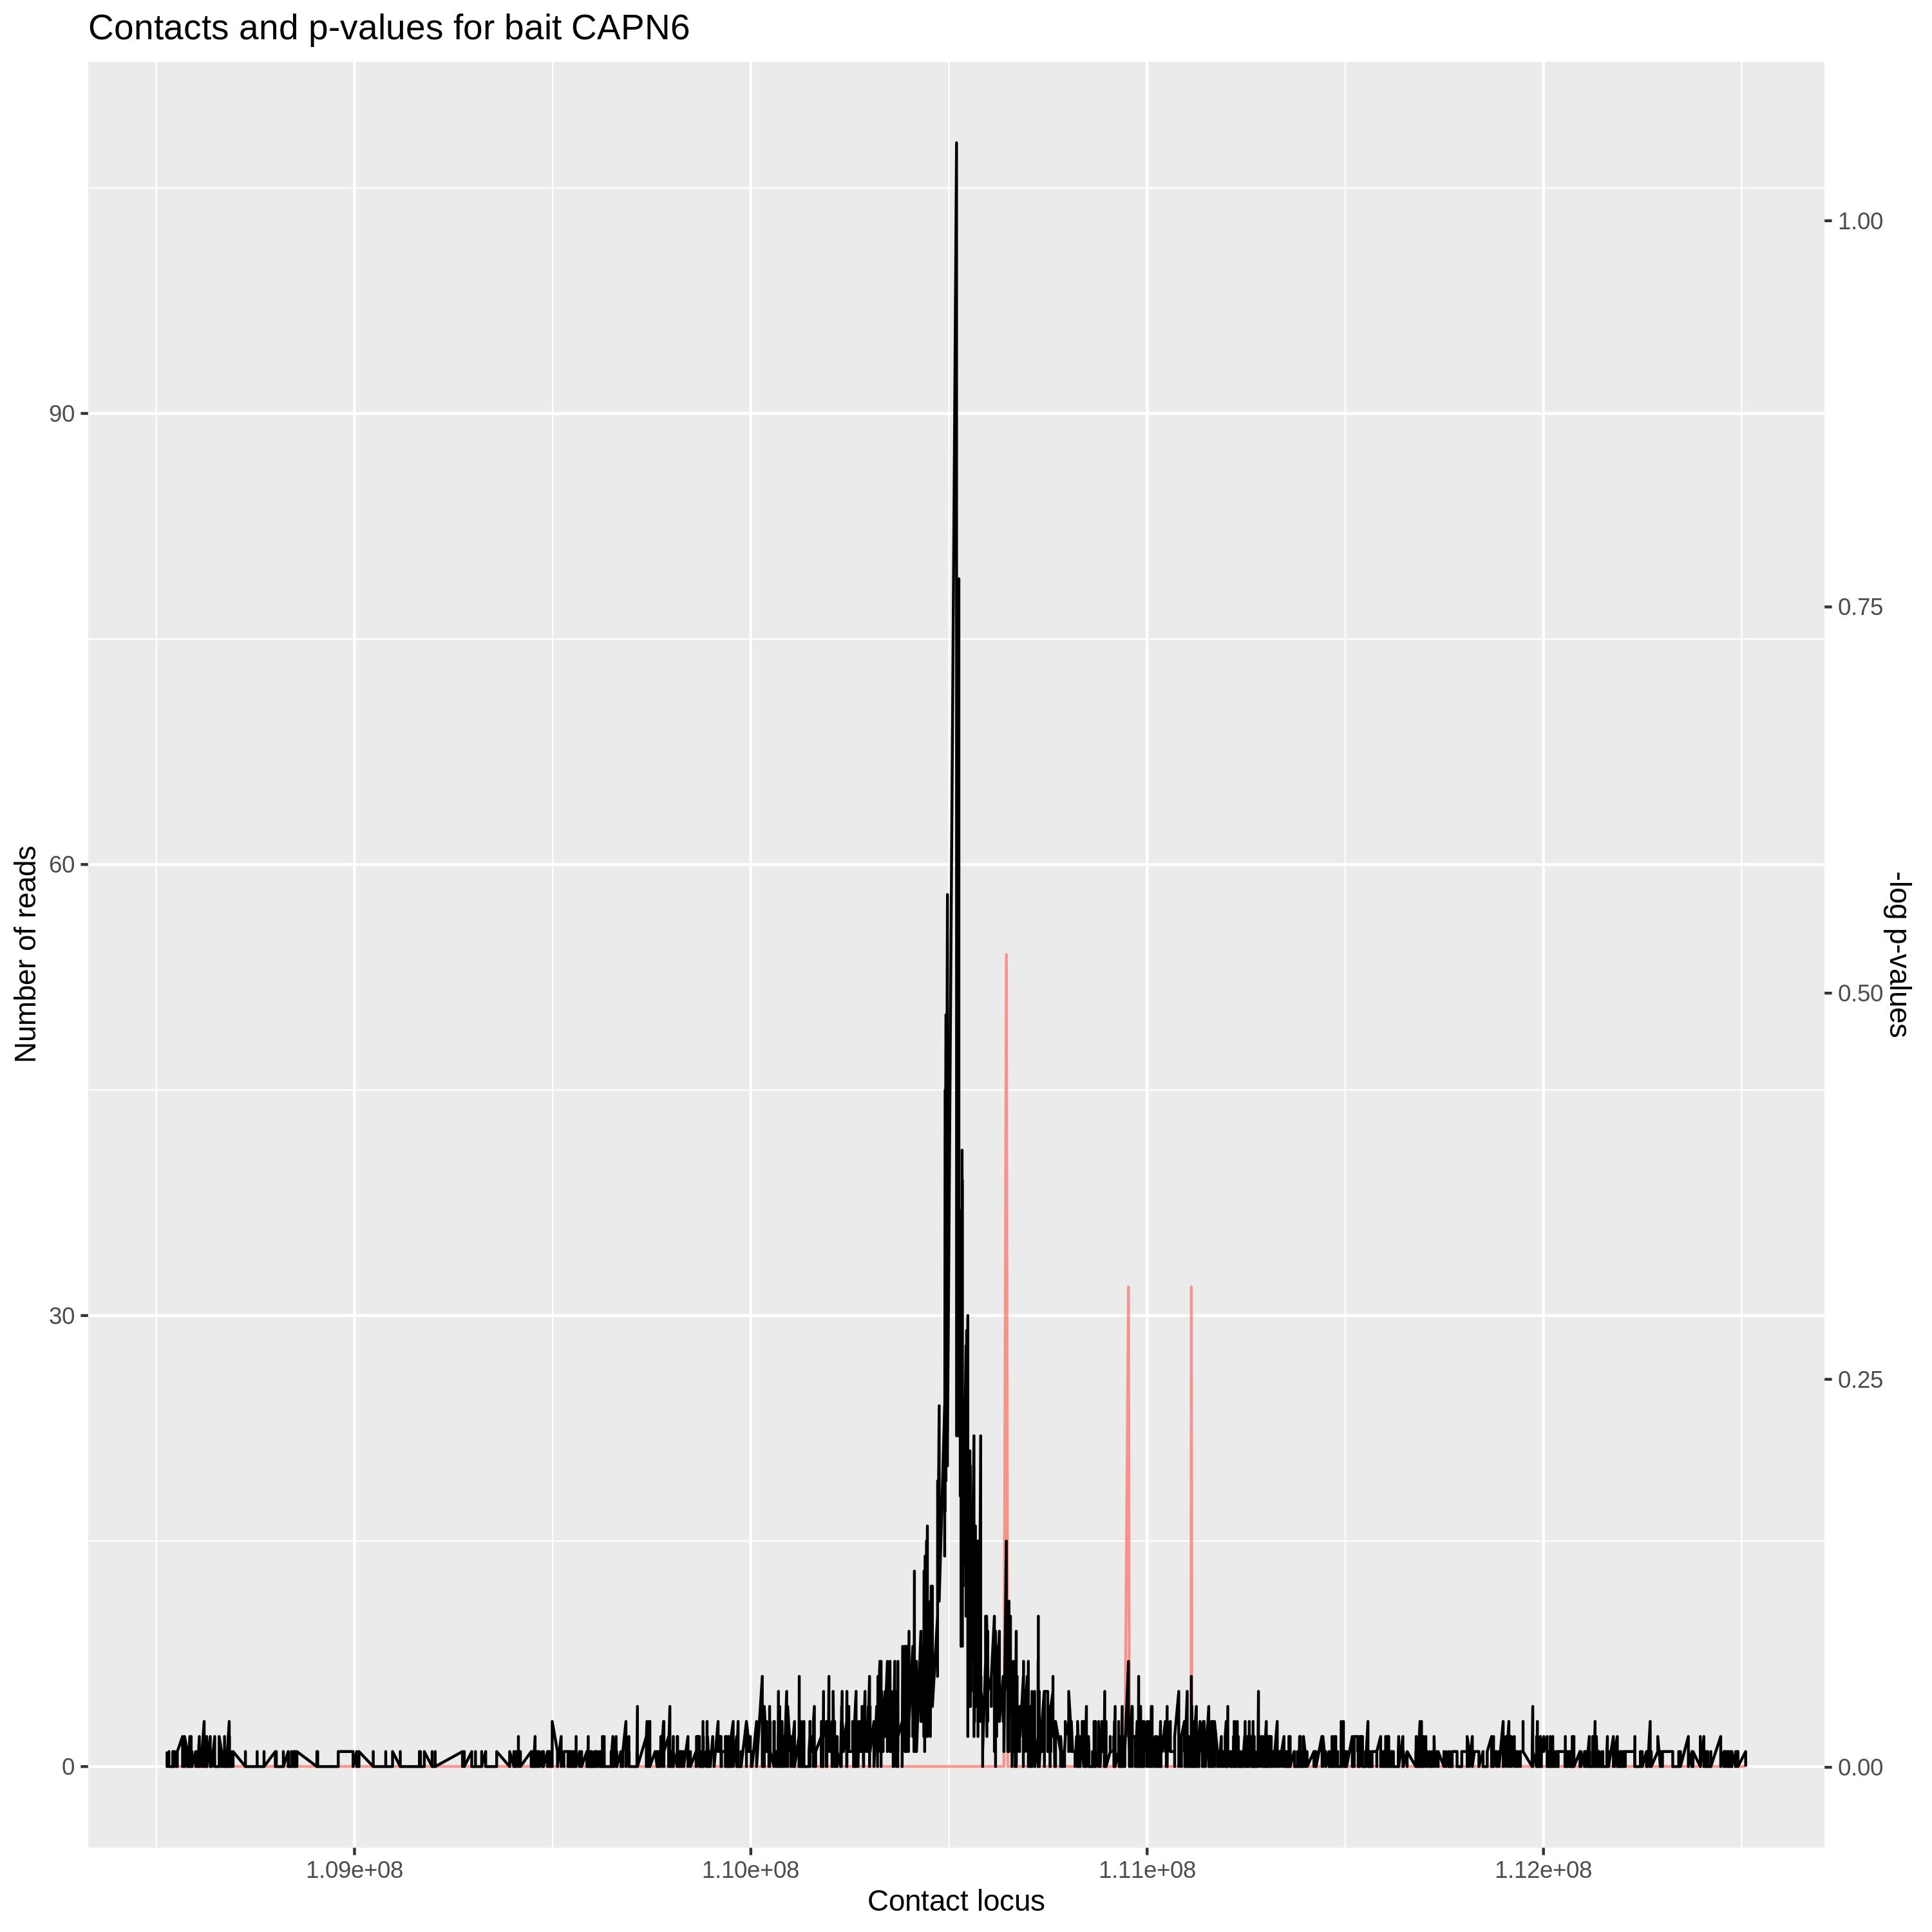 Contacts and p-values for bait CAPN6
Number of reads
90
60
30
0
1.00
0.75
0.50
0.25
0.00
-log p-values
1.09e+08
1.10e+08
1.11e+08
1.12e+08
Contact locus